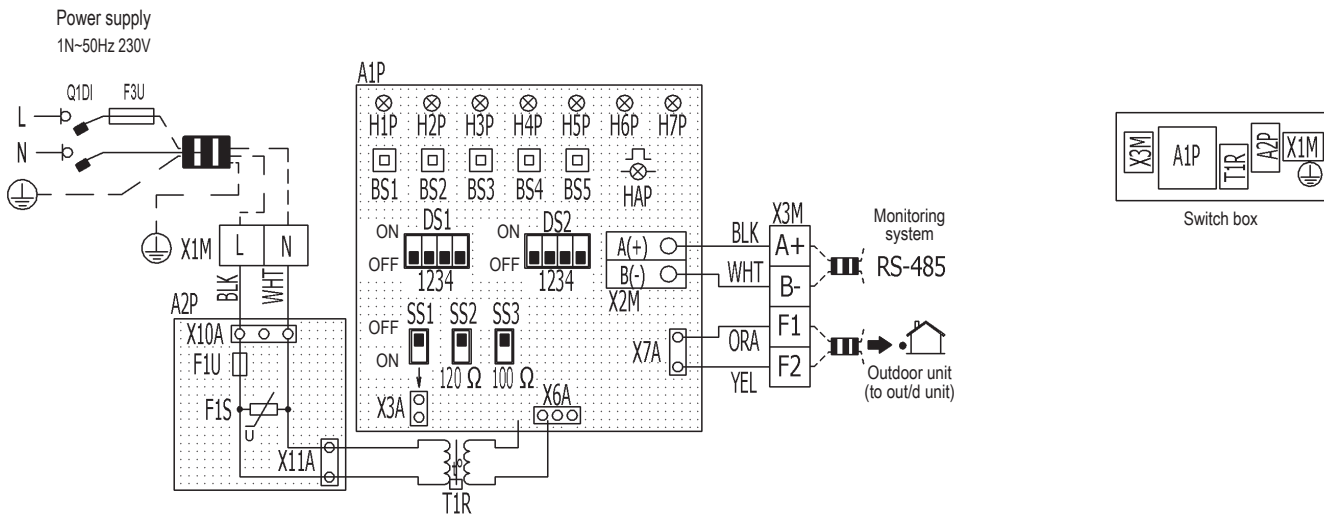 Power supply
1N~50Hz 230V
Q1DI F3U
L
N
X1M L N
BLK WHT
A2P
X10A
F1U
F1S
U
X11A
T1R
t°
A1P
H1P H2P H3P H4P H5P H6P H7P
BS1 BS2 BS3 BS4 BS5 HAP
DS1 DS2
ON ON
OFF OFF
1234 1234
A(+)
B(-)
X2M
SS1 SS2 SS3
OFF
ON
120 Ω 100 Ω
X3A
X6A
X7A
BLK
WHT
ORA
YEL
X3M
A+
B-
F1
F2
Monitoring
system
RS-485
Outdoor unit
(to out/d unit)
X3M A1P T1R A2P X1M
Switch box